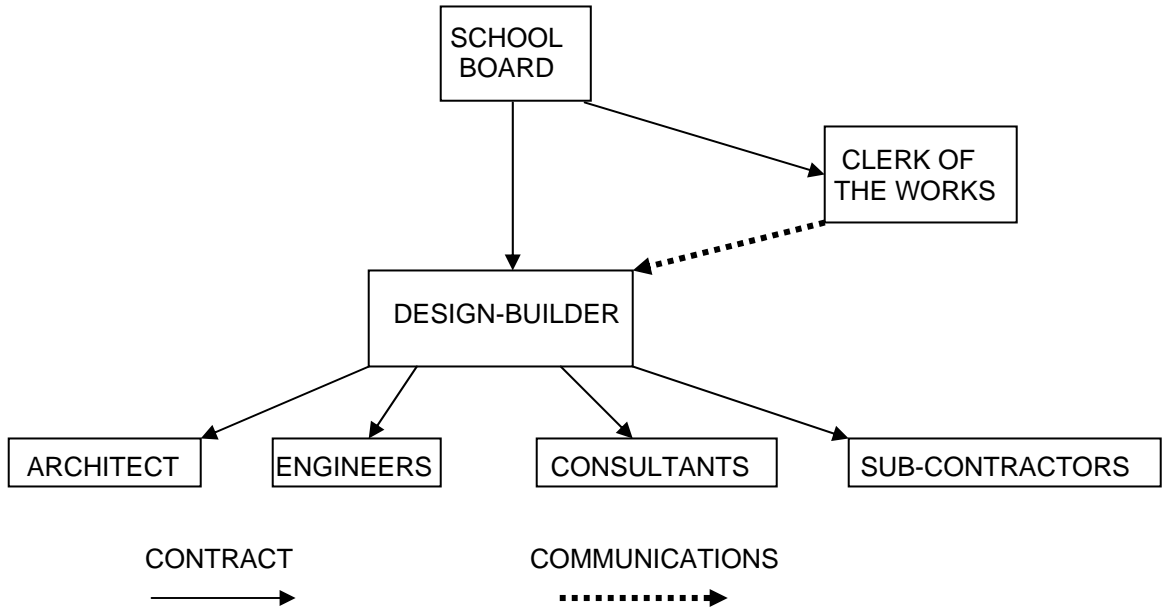 SCHOOL
BOARD
CLERK OF
THE WORKS
DESIGN-BUILDER
ARCHITECT
ENGINEERS
CONSULTANTS
SUB-CONTRACTORS
CONTRACT
COMMUNICATIONS